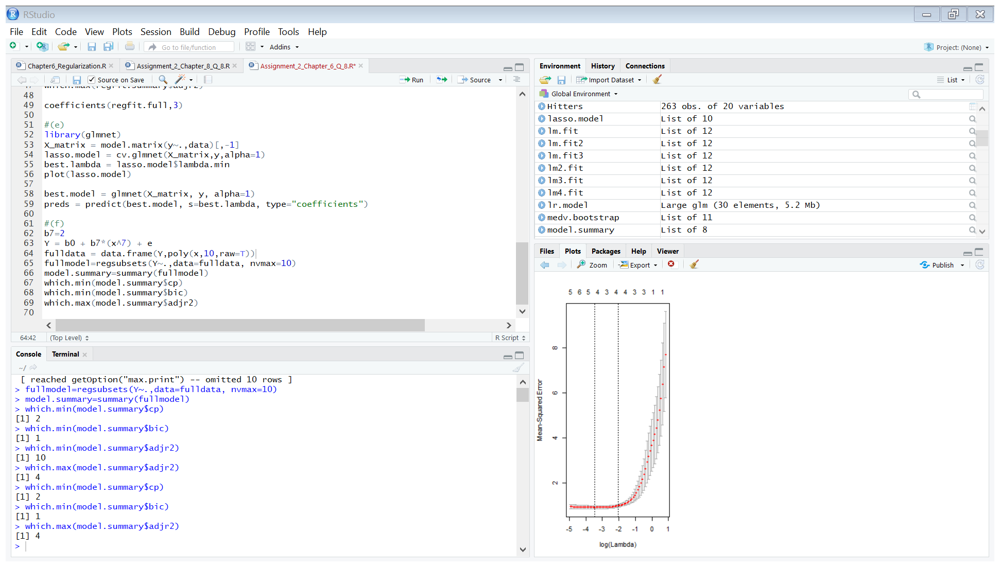 RStudio
File Edit Code View Plots Session Build Debug Profile Tools Help
Go to file/function Addins Project: (None)
Chapter6_Regularization.R Assignment_2_Chapter_8_Q_8.R Assignment_2_Chapter_6_Q_8.R*
Source on Save Run Source
47 which.max(regfit.summary$adjr2)
48
49 coefficients(regfit.full,3)
50
51 #(e)
52 library(glmnet)
53 X_matrix = model.matrix(y~.,data)[,-1]
54 lasso.model = cv.glmnet(X_matrix,y,alpha=1)
55 best.lambda = lasso.model$lambda.min
56 plot(lasso.model)
57
58 best.model = glmnet(X_matrix, y, alpha=1)
59 preds = predict(best.model, s=best.lambda, type="coefficients")
60
61 #(f)
62 b7=2
63 Y = b0 + b7*(x^7) + e
64 fulldata = data.frame(Y,poly(x,10,raw=T))
65 fullmodel=regsubsets(Y~.,data=fulldata, nvmax=10)
66 model.summary=summary(fullmodel)
67 which.min(model.summary$cp)
68 which.min(model.summary$bic)
69 which.max(model.summary$adjr2)
70
64:42 (Top Level) R Script
Console Terminal
~/
[ reached getOption("max.print") -- omitted 10 rows ]
> fullmodel=regsubsets(Y~.,data=fulldata, nvmax=10)
> model.summary=summary(fullmodel)
> which.min(model.summary$cp)
[1] 2
> which.min(model.summary$bic)
[1] 1
> which.min(model.summary$adjr2)
[1] 10
> which.max(model.summary$adjr2)
[1] 4
> which.min(model.summary$cp)
[1] 2
> which.min(model.summary$bic)
[1] 1
> which.max(model.summary$adjr2)
[1] 4
>
Environment History Connections
Import Dataset List
Global Environment
Hitters 263 obs. of 20 variables
lasso.model List of 10
lm.fit List of 12
lm.fit2 List of 12
lm.fit3 List of 12
lm2.fit List of 12
lm3.fit List of 12
lm4.fit List of 12
lr.model Large glm (30 elements, 5.2 Mb)
medv.bootstrap List of 11
model.summary List of 8
Files Plots Packages Help Viewer
Zoom Export Publish
5 6 5 4 3 4 4 3 3 1 1
8
6
4
2
Mean-Squared Error
-5 -4 -3 -2 -1 0 1
log(Lambda)